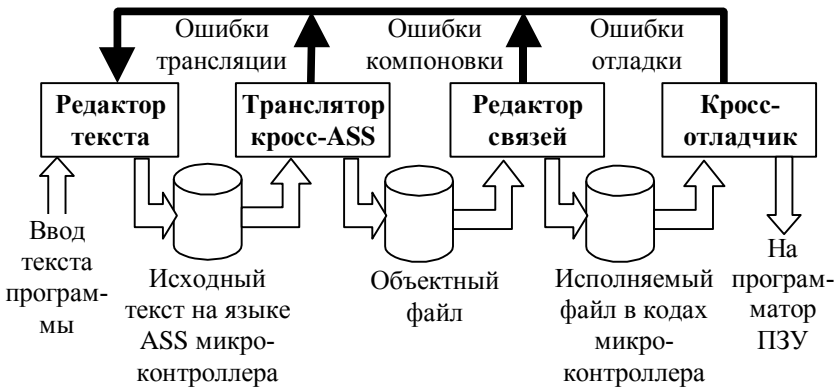 Ошибки
трансляции
Ошибки
компоновки
Ошибки
отладки
Редактор
текста
Транслятор
кросс-ASS
Редактор
связей
Кросс-
отладчик
Ввод
текста
програм-
мы
Исходный
текст на языке
ASS микро-
контроллера
Объектный
файл
Исполняемый
файл в кодах
микро-
контроллера
На
програм-
матор
ПЗУ